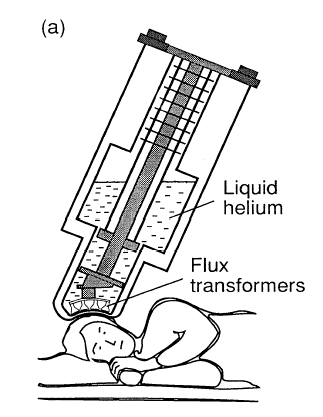 (a)
Liquid
helium
Flux
transformers